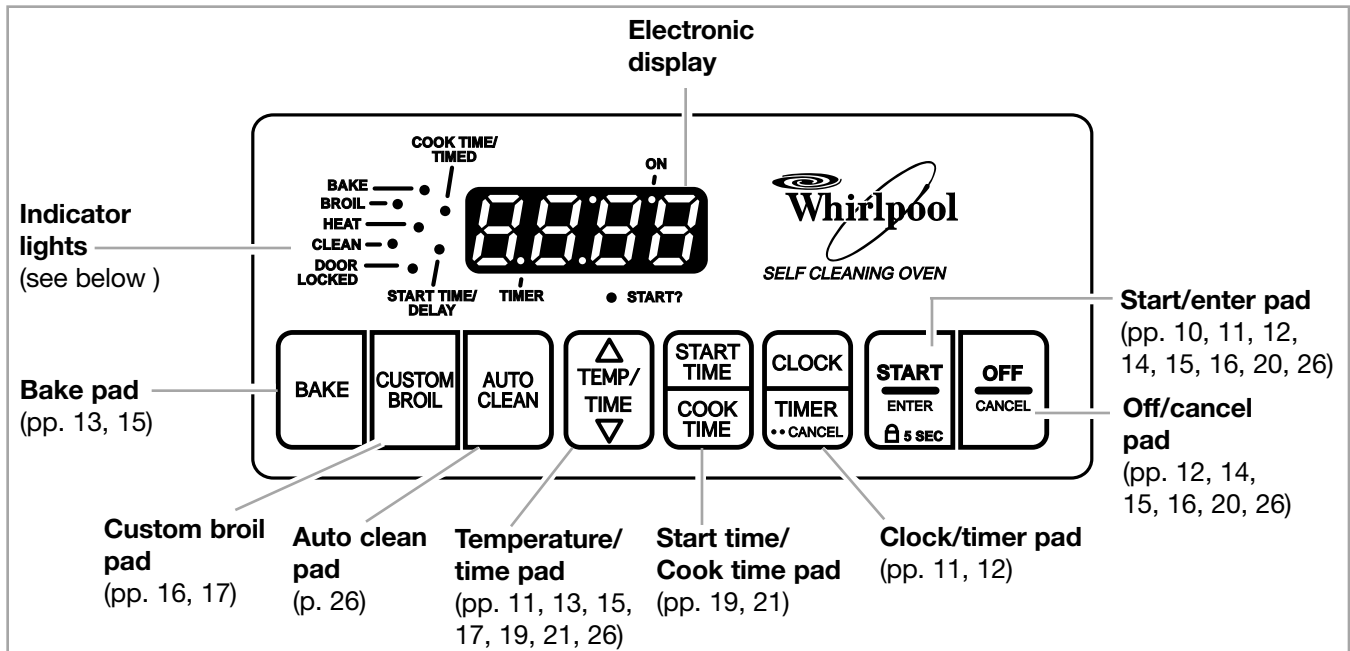 Electronic
display
COOK TIME/
TIMED
ON
BAKE
BROIL
HEAT
CLEAN
DOOR
LOCKED
START TIME/
DELAY
TIMER
START?
8.8.8.8
Whirlpool
SELF CLEANING OVEN
Indicator
lights
(see below )
BAKE
CUSTOM
BROIL
AUTO
CLEAN
TEMP/
TIME
START
TIME
COOK
TIME
CLOCK
TIMER
•• CANCEL
START
ENTER
5 SEC
OFF
CANCEL
Start/enter pad
(pp. 10, 11, 12,
14, 15, 16, 20, 26)
Off/cancel
pad
(pp. 12, 14,
15, 16, 20, 26)
Bake pad
(pp. 13, 15)
Custom broil
pad
(pp. 16, 17)
Auto clean
pad
(p. 26)
Temperature/
time pad
(pp. 11, 13, 15,
17, 19, 21, 26)
Start time/
Cook time pad
(pp. 19, 21)
Clock/timer pad
(pp. 11, 12)